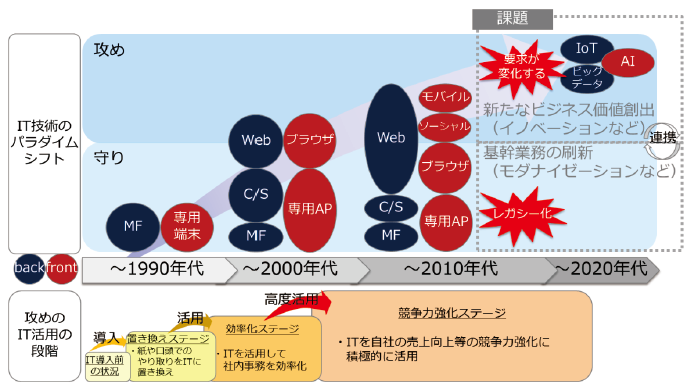 課題
攻め
要求が
変化する
IoT
AI
ビッグ
データ
IT技術の
パラダイム
シフト
モバイル
Web
ソーシャル
新たなビジネス価値創出
（イノベーションなど）
連携
守り
Web
ブラウザ
ブラウザ
基幹業務の刷新
（モダナイゼーションなど）
C/S
専用AP
C/S
専用AP
レガシー化
MF
専用
端末
MF
MF
back
front
～1990年代
～2000年代
～2010年代
～2020年代
攻めの
IT活用の
段階
導入
活用
高度活用
IT導入前
の状況
置き換えステージ
・紙や口頭での
やり取りをITに
置き換え
効率化ステージ
・ITを活用して
社内事務を効率化
競争力強化ステージ
・ITを自社の売上向上等の競争力強化に
積極的に活用